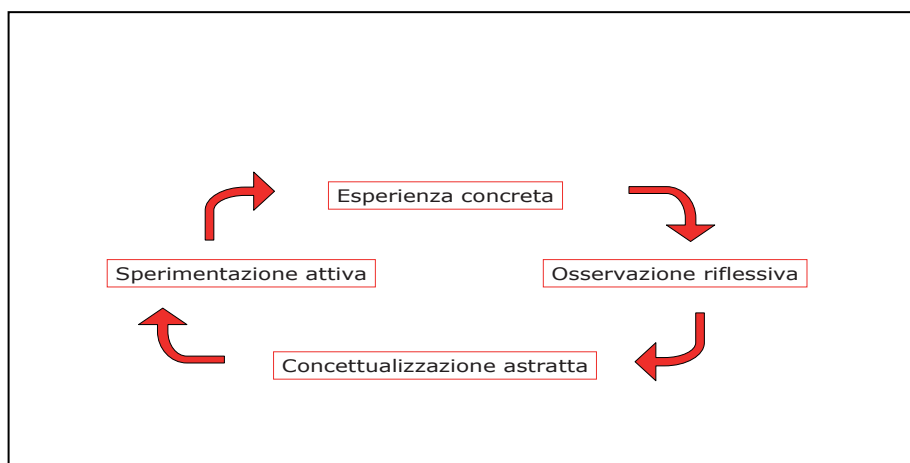 Esperienza concreta
Sperimentazione attiva
Osservazione riflessiva
Concettualizzazione astratta